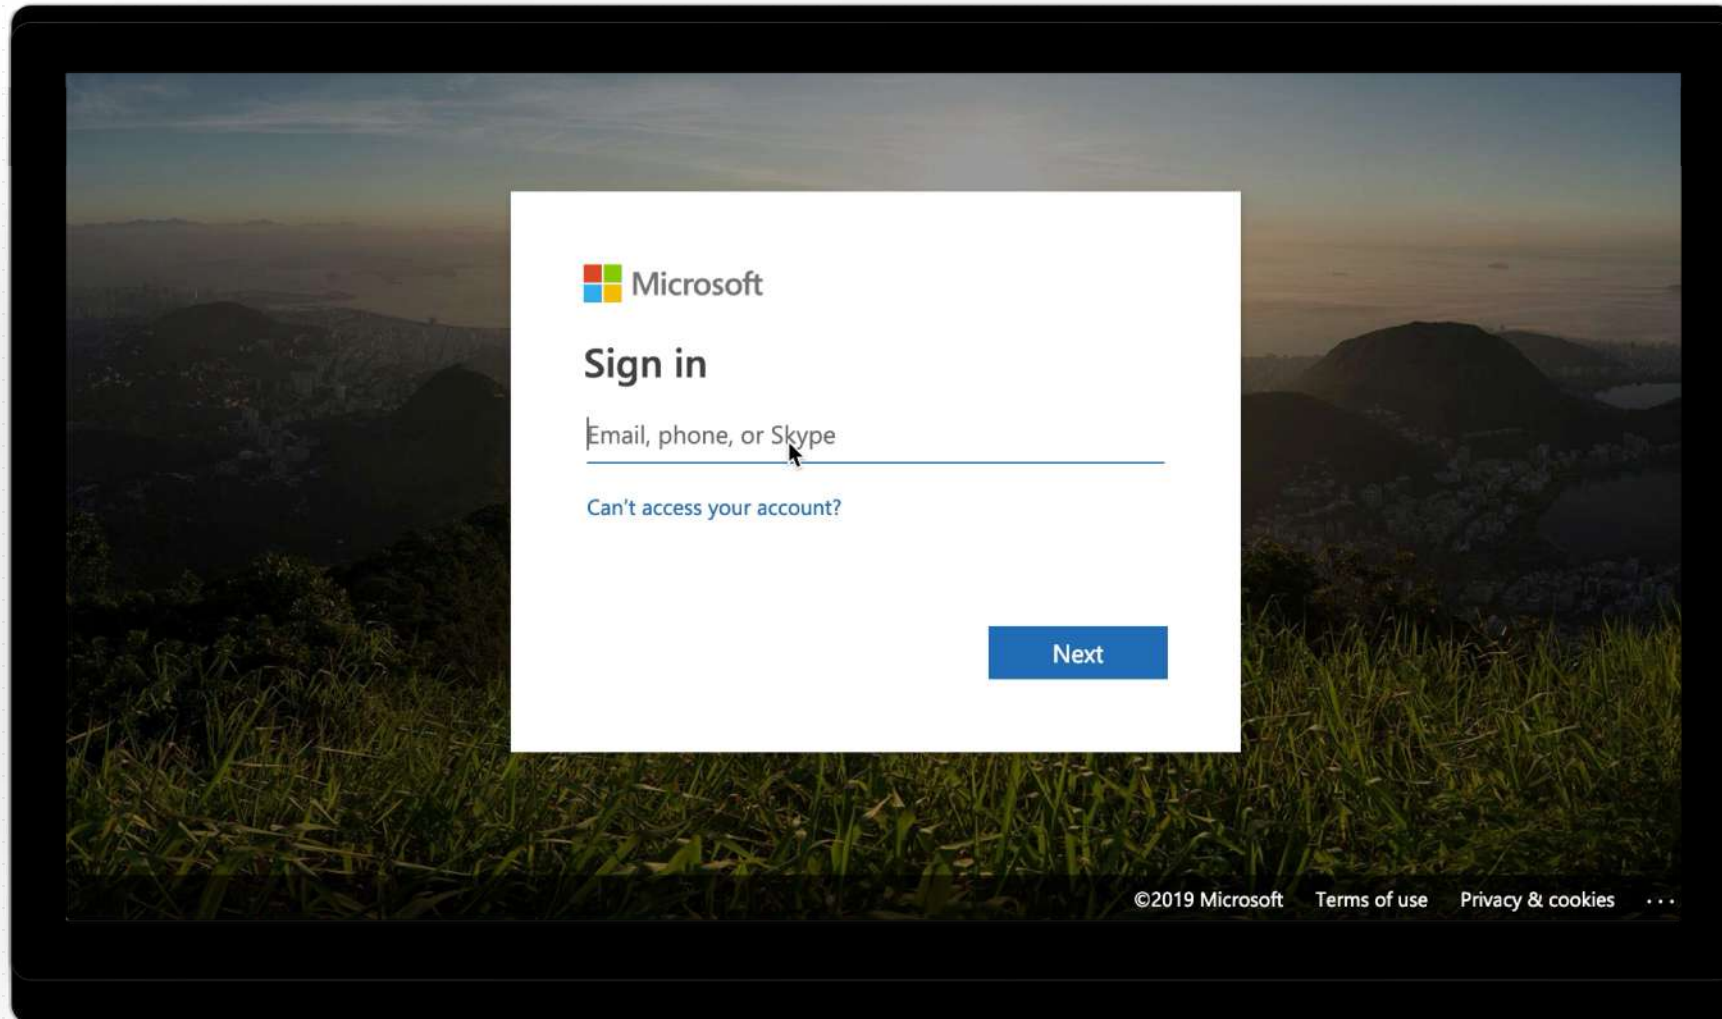 Microsoft
Sign in
Email, phone, or Skype
Can't access your account?
Next
©2019 Microsoft Terms of use Privacy & cookies ...